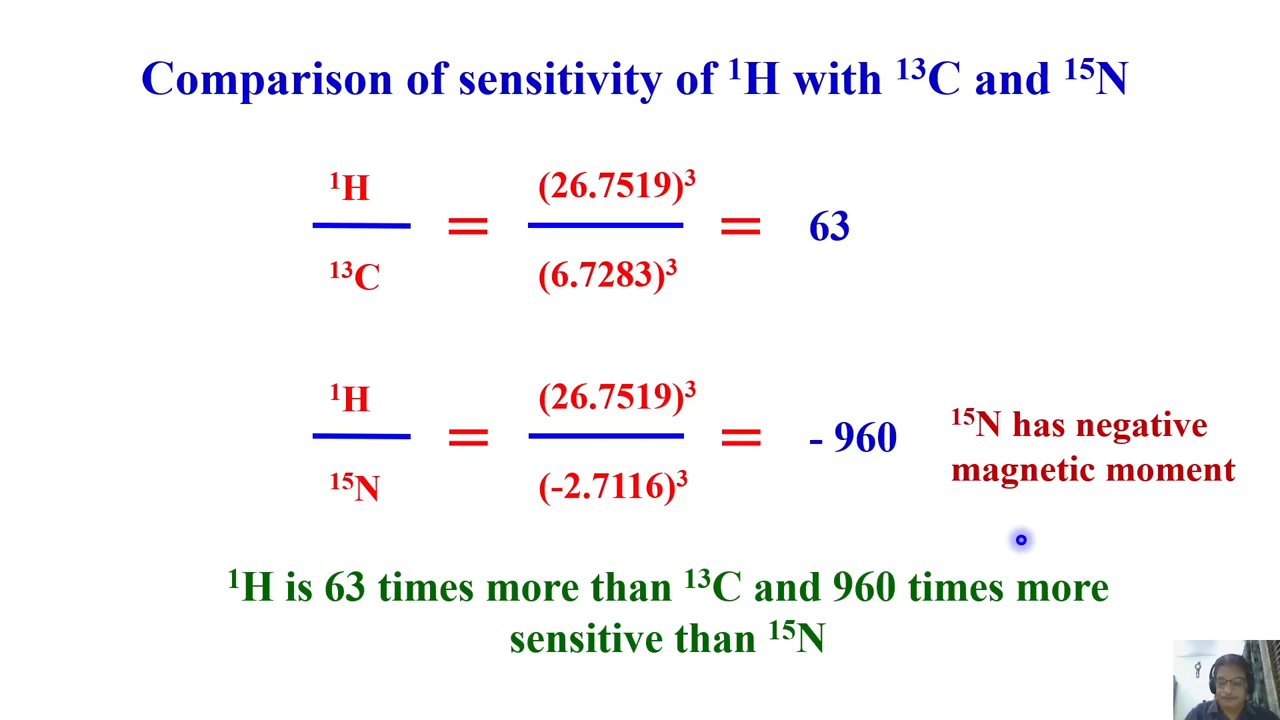 Comparison of sensitivity of ¹H with ¹³C and ¹⁵N
¹H
=
(26.7519)³
=
63
¹³C
(6.7283)³
¹H
=
(26.7519)³
=
- 960
¹⁵N
(-2.7116)³
¹⁵N has negative
magnetic moment
¹H is 63 times more than ¹³C and 960 times more
sensitive than ¹⁵N